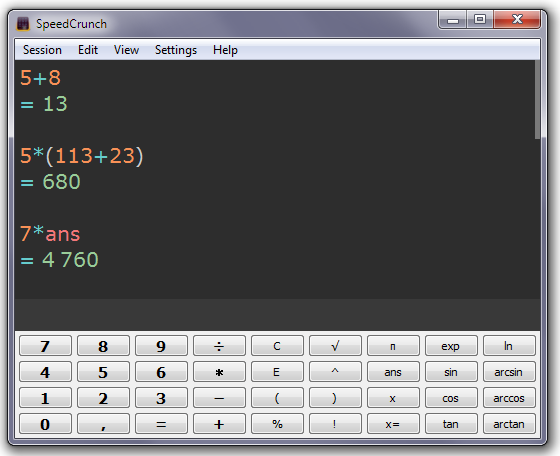 SpeedCrunch
Session Edit View Settings Help
5+8
= 13
5*(113+23)
= 680
7*ans
= 4 760
7 8 9 ÷ C √ π exp ln
4 5 6 * E ^ ans sin arcsin
1 2 3 − ( ) x cos arccos
0 , = + % ! x= tan arctan